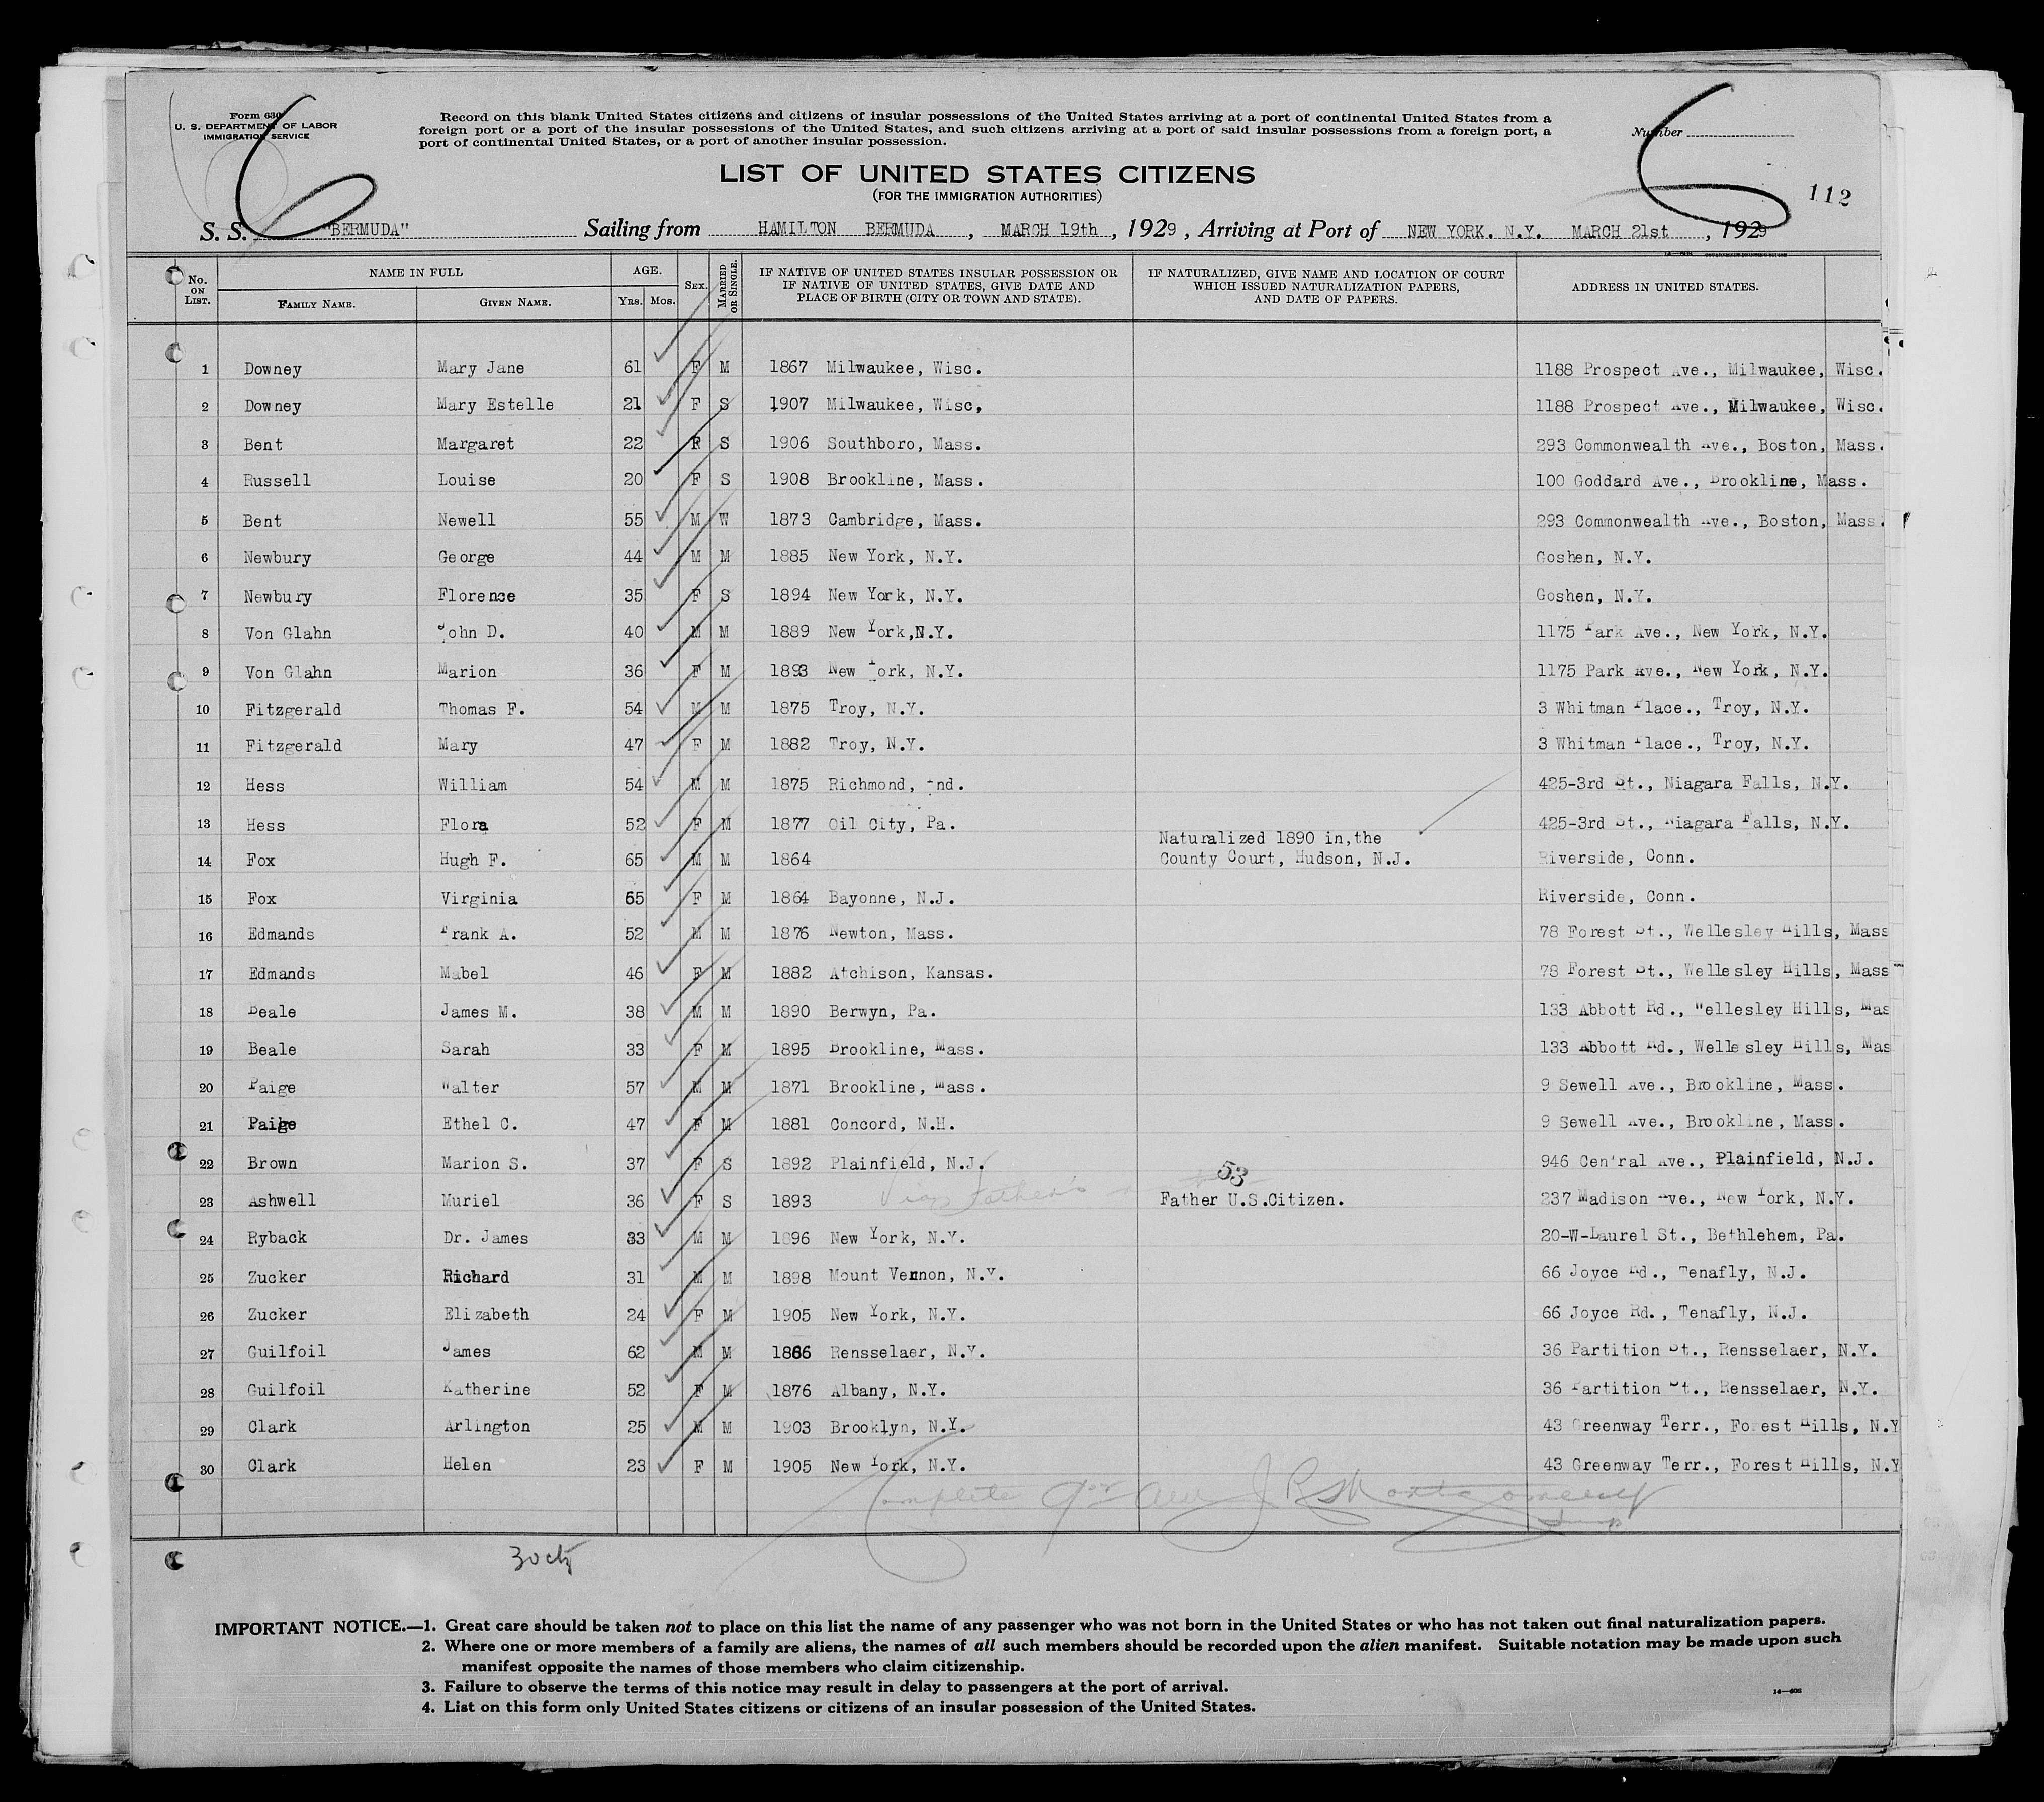 Form 630
U. S. DEPARTMENT OF LABOR
IMMIGRATION SERVICE
Record on this blank United States citizens and citizens of insular possessions of the United States arriving at a port of continental United States from a
foreign port or a port of the insular possessions of the United States, and such citizens arriving at a port of said insular possessions from a foreign port, a
port of continental United States, or a port of another insular possession.
Number
6
5
LIST OF UNITED STATES CITIZENS
(FOR THE IMMIGRATION AUTHORITIES)
112
S. S. "BERMUDA" Sailing from HAMILTON BERMUDA, MARCH 19th, 1929, Arriving at Port of NEW YORK. N.Y. MARCH 21st, 1929
No. ON LIST. NAME IN FULL FAMILY NAME. GIVEN NAME. AGE. YRS. MOS. SEX. MARRIED OR SINGLE. IF NATIVE OF UNITED STATES INSULAR POSSESSION OR IF NATIVE OF UNITED STATES, GIVE DATE AND PLACE OF BIRTH (CITY OR TOWN AND STATE). IF NATURALIZED, GIVE NAME AND LOCATION OF COURT WHICH ISSUED NATURALIZATION PAPERS, AND DATE OF PAPERS. ADDRESS IN UNITED STATES.
1 Downey Mary Jane 61 F M 1867 Milwaukee, Wisc. 1188 Prospect Ave., Milwaukee, Wisc.
2 Downey Mary Estelle 21 F S 1907 Milwaukee, Wisc, 1188 Prospect Ave., Milwaukee, Wisc.
3 Bent Margaret 22 F S 1906 Southboro, Mass. 293 Commonwealth Ave., Boston, Mass.
4 Russell Louise 20 F S 1908 Brookline, Mass. 100 Goddard Ave., Brookline, Mass.
5 Bent Newell 55 M W 1873 Cambridge, Mass. 293 Commonwealth Ave., Boston, Mass.
6 Newbury George 44 M M 1885 New York, N.Y. Goshen, N.Y.
7 Newbury Florence 35 F S 1894 New York, N.Y. Goshen, N.Y.
8 Von Glahn John D. 40 M M 1889 New York,N.Y. 1175 Park Ave., New York, N.Y.
9 Von Glahn Marion 36 F M 1893 New York, N.Y. 1175 Park Ave., New York, N.Y.
10 Fitzgerald Thomas F. 54 M M 1875 Troy, N.Y. 3 Whitman Place., Troy, N.Y.
11 Fitzgerald Mary 47 F M 1882 Troy, N.Y. 3 Whitman Place., Troy, N.Y.
12 Hess William 54 M M 1875 Richmond, Ind. 425-3rd St., Niagara Falls, N.Y.
13 Hess Flora 52 F M 1877 Oil City, Pa. 425-3rd St., Niagara Falls, N.Y.
Naturalized 1890 in,the
14 Fox Hugh F. 65 M M 1864 County Court, Hudson, N.J. Riverside, Conn.
15 Fox Virginia 65 F M 1864 Bayonne, N.J. Riverside, Conn.
16 Edmands Frank A. 52 M M 1876 Newton, Mass. 78 Forest St., Wellesley Hills, Mass
17 Edmands Mabel 46 F M 1882 Atchison, Kansas. 78 Forest St., Wellesley Hills, Mass
18 Beale James M. 38 M M 1890 Berwyn, Pa. 133 Abbott Rd., Wellesley Hills, Mas
19 Beale Sarah 33 F M 1895 Brookline, Mass. 133 Abbott Rd., Wellesley Hills, Mas
20 Paige Walter 57 M M 1871 Brookline, Mass. 9 Sewell Ave., Brookline, Mass.
21 Paige Ethel C. 47 F M 1881 Concord, N.H. 9 Sewell Ave., Brookline, Mass.
22 Brown Marion S. 37 F S 1892 Plainfield, N.J. 946 Central Ave., Plainfield, N.J.
53
23 Ashwell Muriel 36 F S 1893 Father's Father U.S.Citizen. 237 Madison Ave., New York, N.Y.
24 Ryback Dr. James 33 M M 1896 New York, N.Y. 20-W-Laurel St., Bethlehem, Pa.
25 Zucker Richard 31 M M 1898 Mount Vernon, N.Y. 66 Joyce Rd., Tenafly, N.J.
26 Zucker Elizabeth 24 F M 1905 New York, N.Y. 66 Joyce Rd., Tenafly, N.J.
27 Guilfoil James 62 M M 1866 Rensselaer, N.Y. 36 Partition St., Rensselaer, N.Y.
28 Guilfoil Katherine 52 F M 1876 Albany, N.Y. 36 Partition St., Rensselaer, N.Y.
29 Clark Arlington 25 M M 1903 Brooklyn, N.Y. 43 Greenway Terr., Forest Hills, N.Y
30 Clark Helen 23 F M 1905 New York, N.Y. 43 Greenway Terr., Forest Hills, N.Y
Complete
IMPORTANT NOTICE.—1. Great care should be taken not to place on this list the name of any passenger who was not born in the United States or who has not taken out final naturalization papers.
2. Where one or more members of a family are aliens, the names of all such members should be recorded upon the alien manifest. Suitable notation may be made upon such
manifest opposite the names of those members who claim citizenship.
3. Failure to observe the terms of this notice may result in delay to passengers at the port of arrival.
4. List on this form only United States citizens or citizens of an insular possession of the United States.